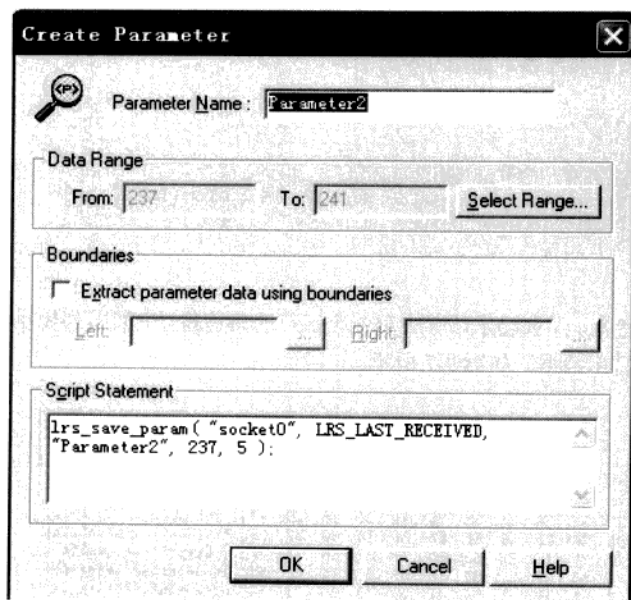 Create Parameter
<P>
Parameter Name : Parameter2
Data Range
From: 237 To: 241 Select Range...
Boundaries
Extract parameter data using boundaries
Left: ... Right: ...
Script Statement
lrs_save_param( "socket0", LRS_LAST_RECEIVED,
"Parameter2", 237, 5 );
OK Cancel Help